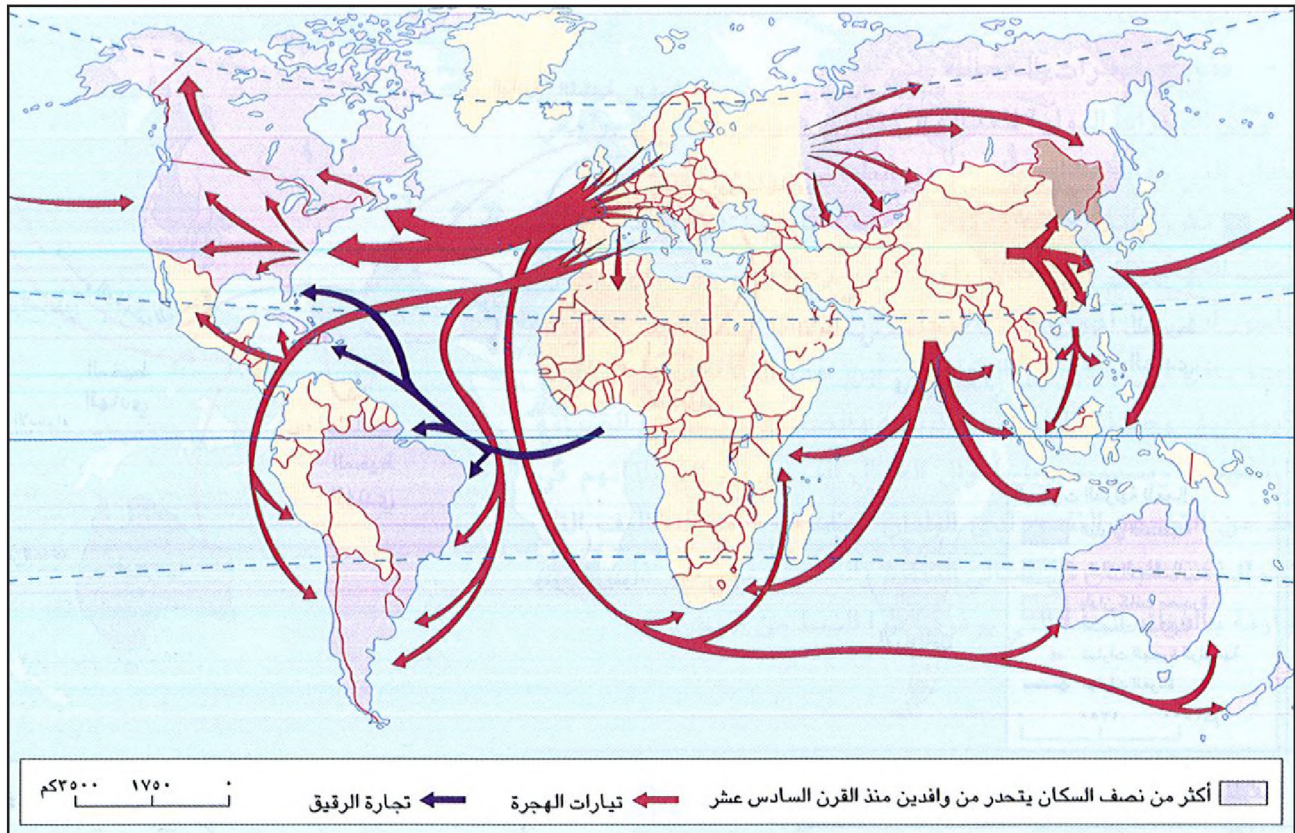 أكثر من نصف السكان يتحدر من وافدين منذ القرن السادس عشر
تيارات الهجرة
تجارة الرقيق
٠ ١٧٥٠ ٣٥٠٠كم